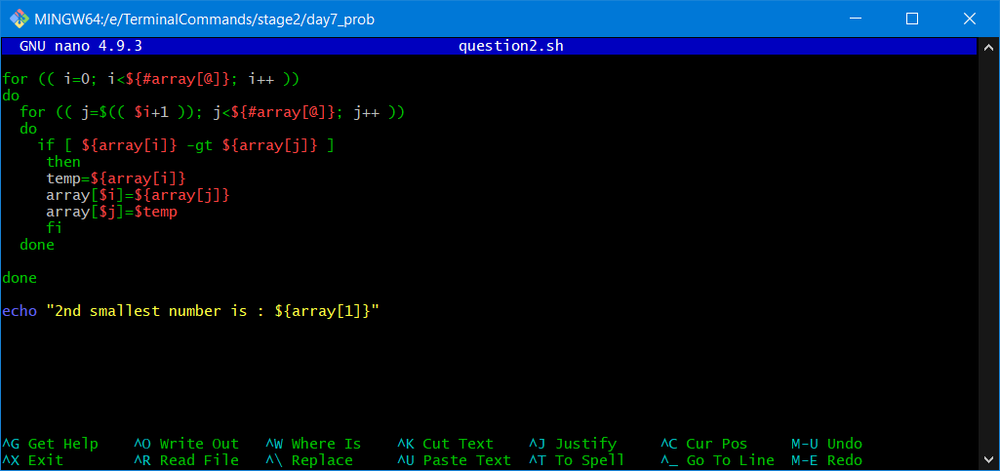 MINGW64:/e/TerminalCommands/stage2/day7_prob
GNU nano 4.9.3 question2.sh
for (( i=0; i<${#array[@]}; i++ ))
do
for (( j=$(( $i+1 )); j<${#array[@]}; j++ ))
do
if [ ${array[i]} -gt ${array[j]} ]
then
temp=${array[i]}
array[$i]=${array[j]}
array[$j]=$temp
fi
done
done
echo "2nd smallest number is : ${array[1]}"
^G Get Help ^O Write Out ^W Where Is ^K Cut Text ^J Justify ^C Cur Pos M-U Undo
^X Exit ^R Read File ^\ Replace ^U Paste Text ^T To Spell ^_ Go To Line M-E Redo